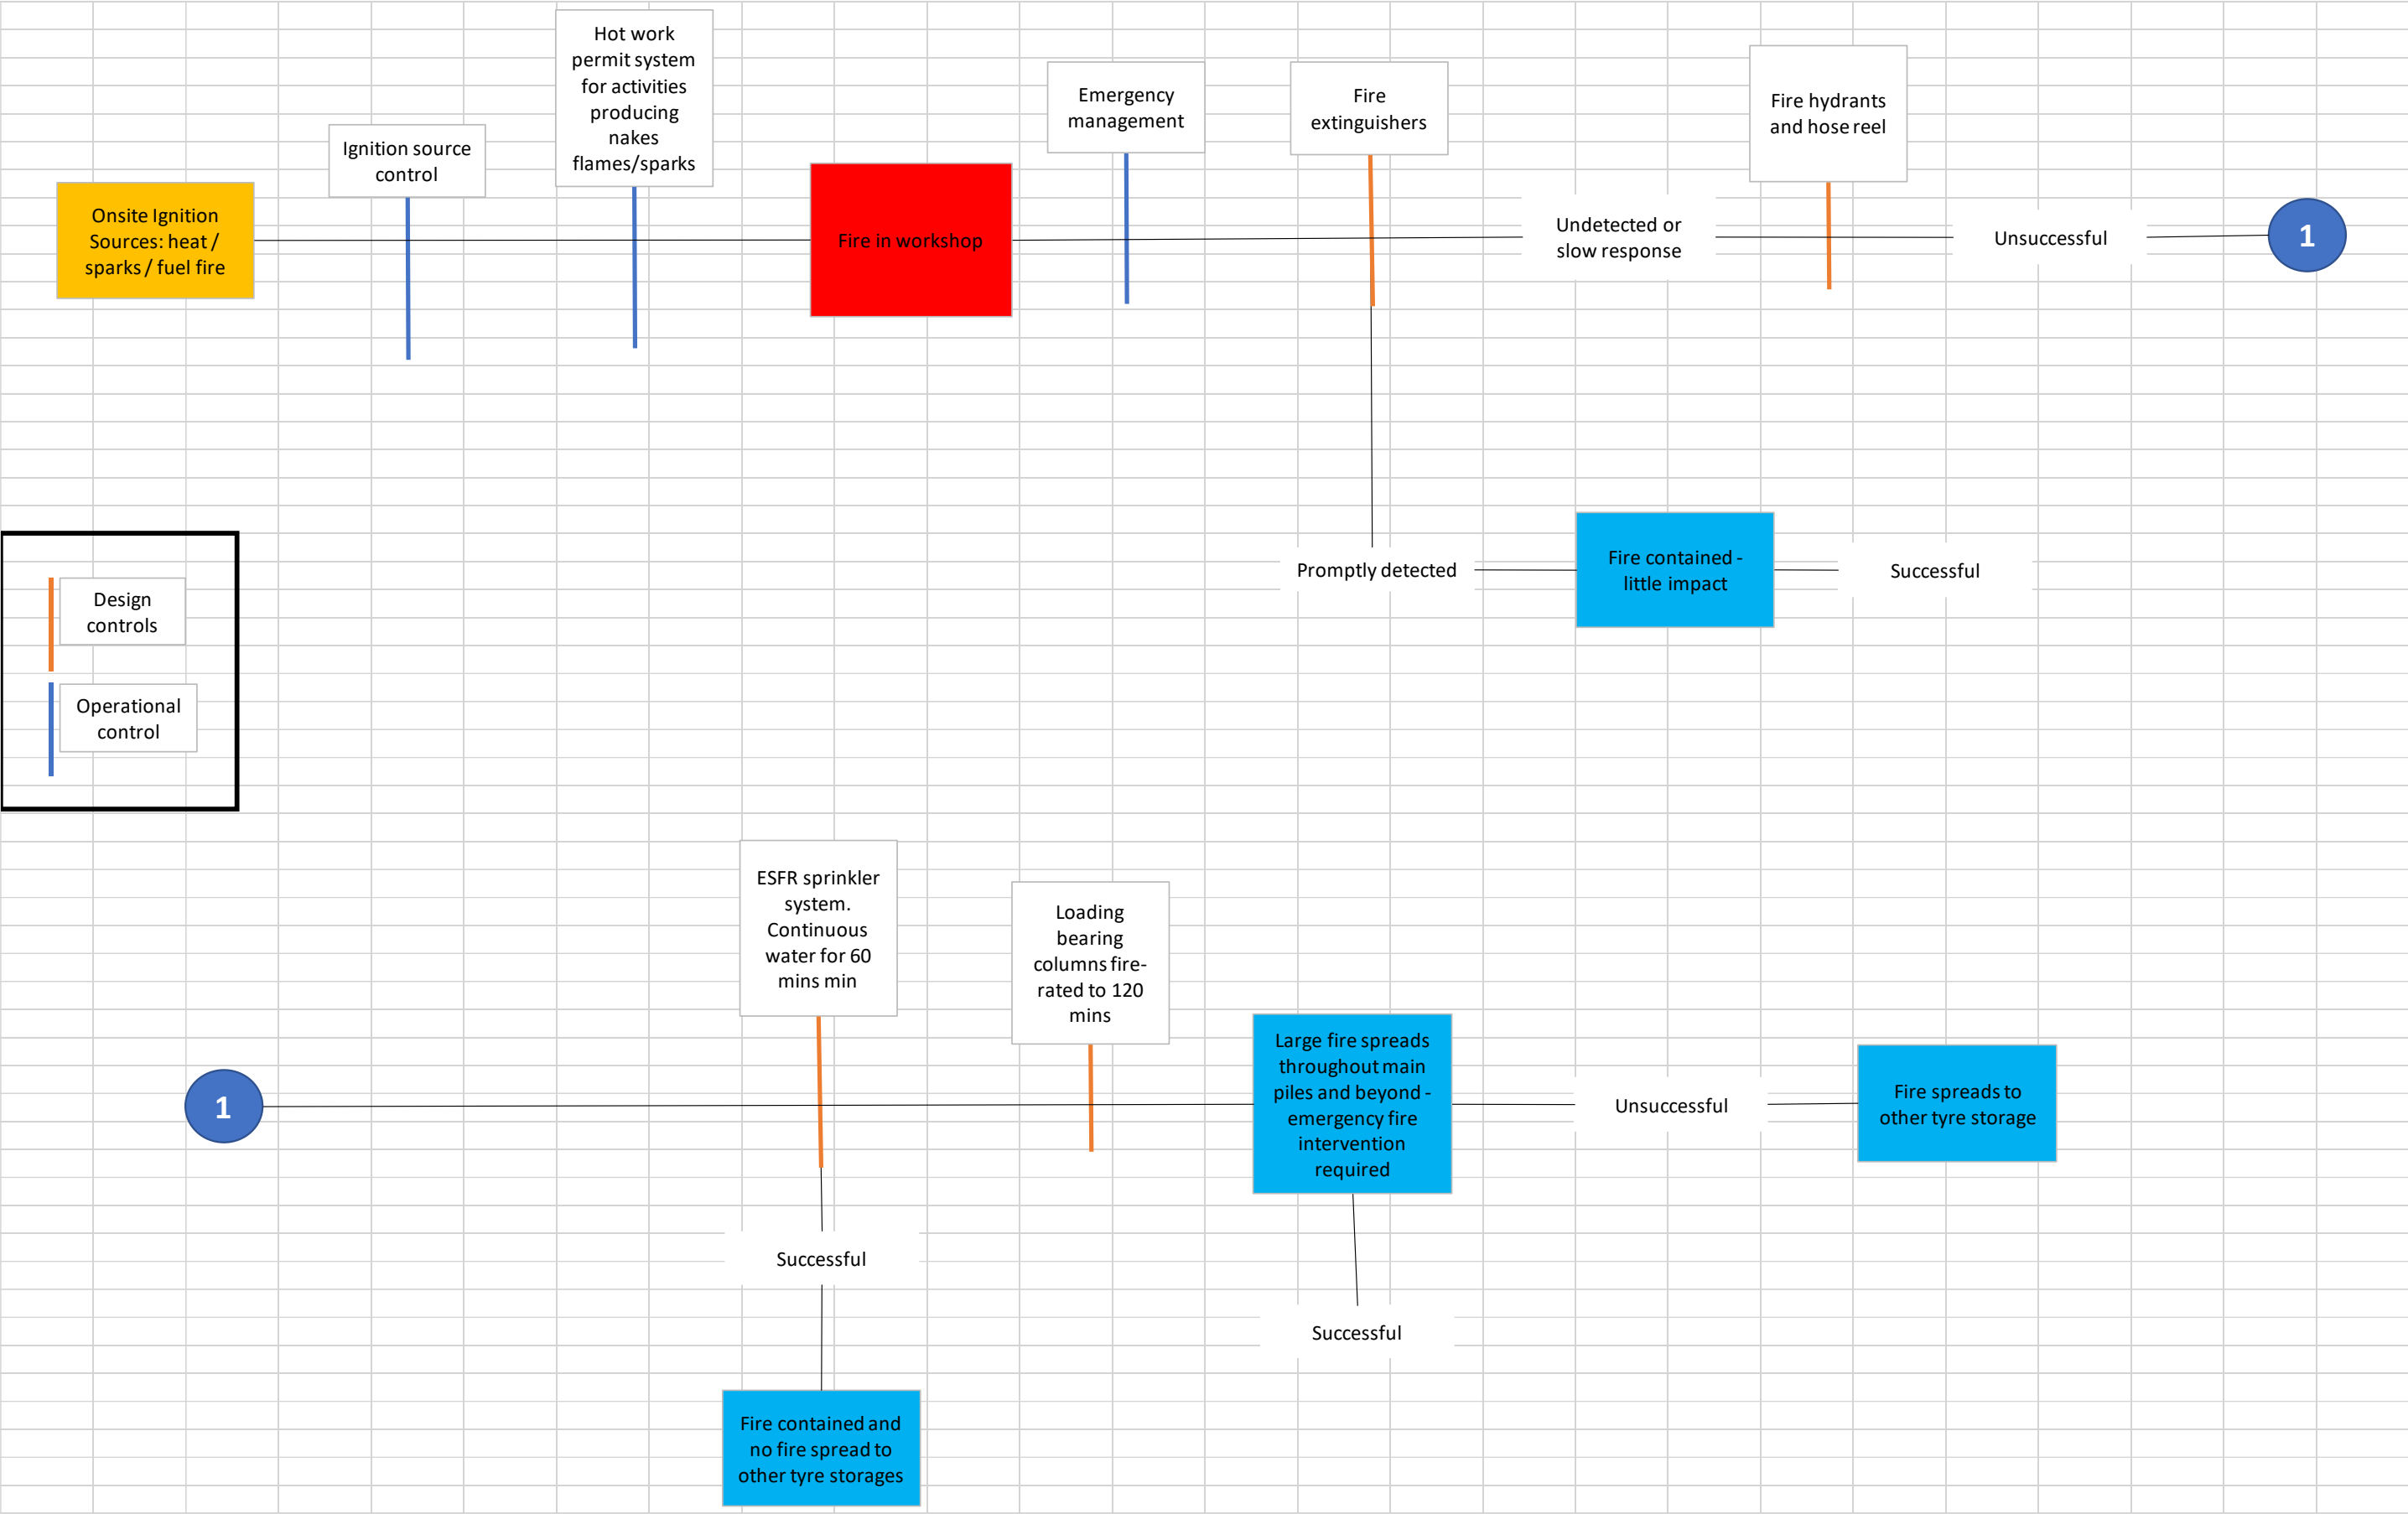 Hot work
permit system
for activities
producing
nakes
flames/sparks
Emergency
management
Fire
extinguishers
Fire hydrants
and hose reel
Ignition source
control
Onsite Ignition
Sources: heat /
sparks / fuel fire
Fire in workshop
Undetected or
slow response
Unsuccessful
1
Promptly detected
Fire contained -
little impact
Successful
Design
controls
Operational
control
ESFR sprinkler
system.
Continuous
water for 60
mins min
Loading
bearing
columns fire-
rated to 120
mins
1
Large fire spreads
throughout main
piles and beyond -
emergency fire
intervention
required
Unsuccessful
Fire spreads to
other tyre storage
Successful
Successful
Fire contained and
no fire spread to
other tyre storages